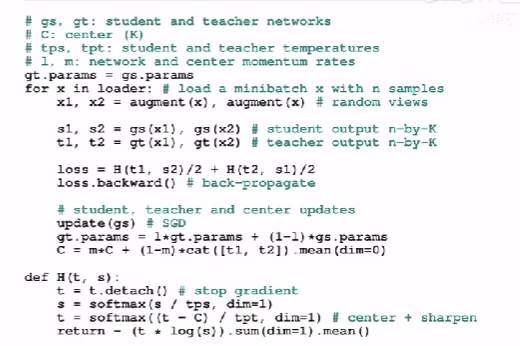 # gs, gt: student and teacher networks
# C: center (K)
# tps, tpt: student and teacher temperatures
# l, m: network and center momentum rates
gt.params = gs.params
for x in loader: # load a minibatch x with n samples
x1, x2 = augment(x), augment(x) # random views
s1, s2 = gs(x1), gs(x2) # student output n-by-K
t1, t2 = gt(x1), gt(x2) # teacher output n-by-K
loss = H(t1, s2)/2 + H(t2, s1)/2
loss.backward() # back-propagate
# student, teacher and center updates
update(gs) # SGD
gt.params = l*gt.params + (1-l)*gs.params
C = m*C + (1-m)*cat([t1, t2]).mean(dim=0)
def H(t, s):
t = t.detach() # stop gradient
s = softmax(s / tps, dim=1)
t = softmax((t - C) / tpt, dim=1) # center + sharpen
return - (t * log(s)).sum(dim=1).mean()